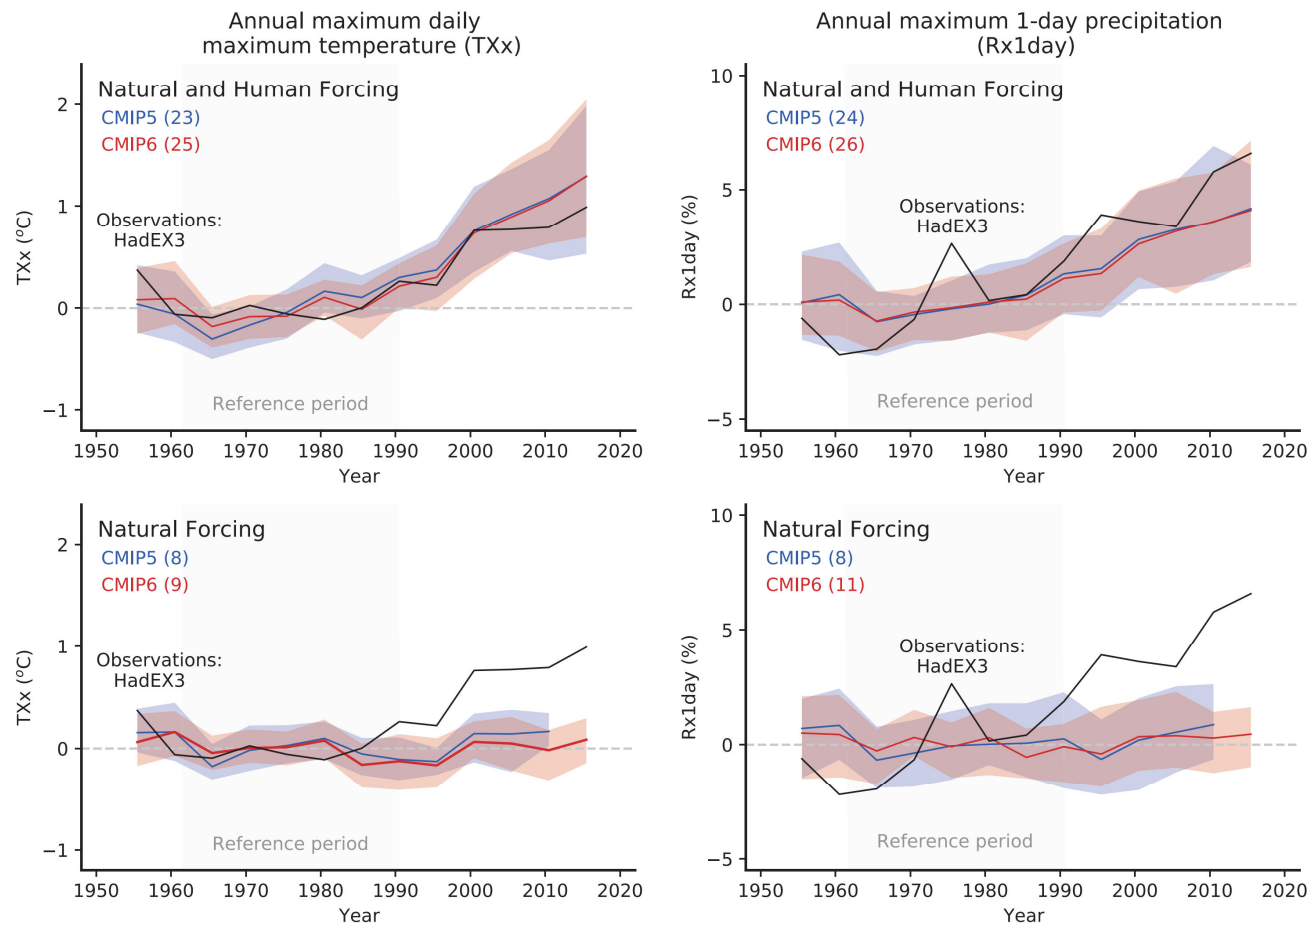 Annual maximum daily
maximum temperature (TXx)
Natural and Human Forcing
CMIP5 (23)
CMIP6 (25)
Observations:
HadEX3
Reference period
TXx (°C)
2
1
0
−1
1950 1960 1970 1980 1990 2000 2010 2020
Year
Annual maximum 1-day precipitation
(Rx1day)
Natural and Human Forcing
CMIP5 (24)
CMIP6 (26)
Observations:
HadEX3
Reference period
Rx1day (%)
10
5
0
−5
1950 1960 1970 1980 1990 2000 2010 2020
Year
Natural Forcing
CMIP5 (8)
CMIP6 (9)
Observations:
HadEX3
Reference period
TXx (°C)
2
1
0
−1
1950 1960 1970 1980 1990 2000 2010 2020
Year
Natural Forcing
CMIP5 (8)
CMIP6 (11)
Observations:
HadEX3
Reference period
Rx1day (%)
10
5
0
−5
1950 1960 1970 1980 1990 2000 2010 2020
Year